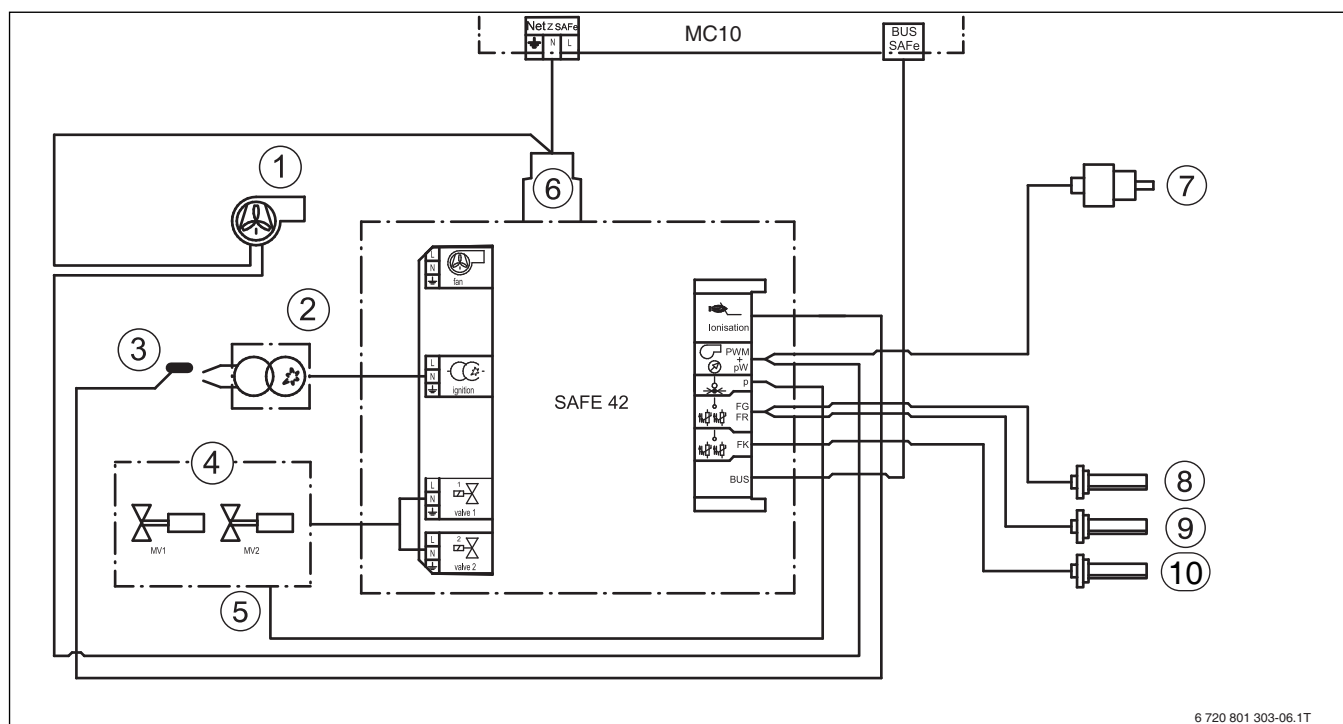 Netz SAFe
N L
MC10
BUS
SAFe
1
6
7
2
3
L
N
fan
Ionisation
PWM
+
pW
L
N
ignition
SAFE 42
p
FG
FR
FK
BUS
4
MV1
MV2
L
N
1
valve 1
L
N
2
valve 2
5
8
9
10
6 720 801 303-06.1T